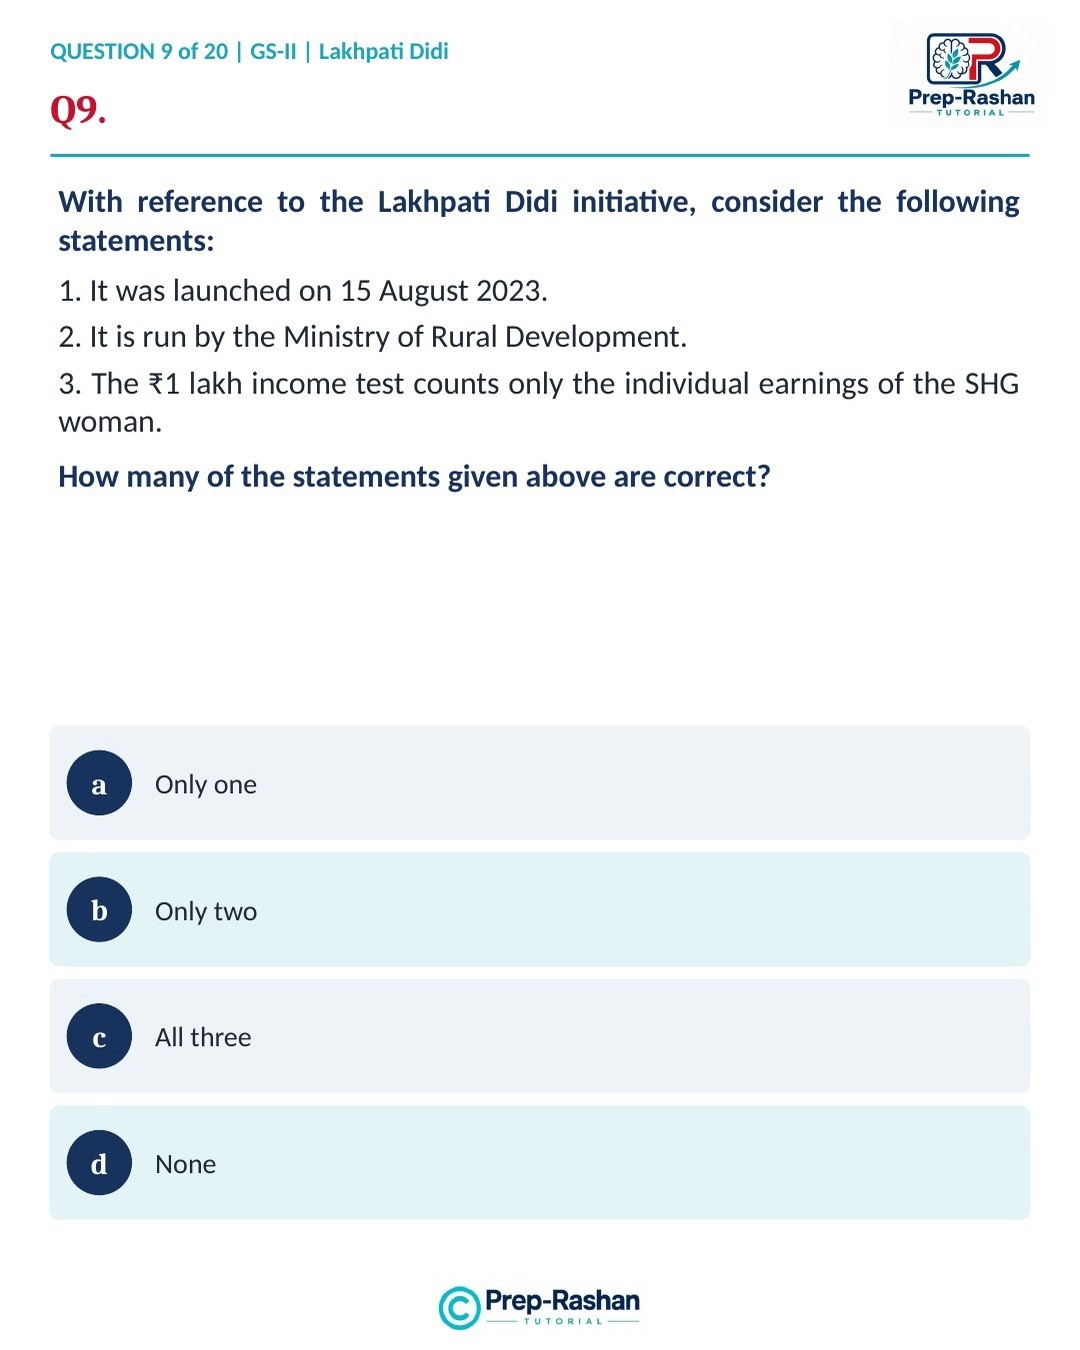 QUESTION 9 of 20 | GS-II | Lakhpati Didi
Prep-Rashan
TUTORIAL
Q9.
With reference to the Lakhpati Didi initiative, consider the following
statements:
1. It was launched on 15 August 2023.
2. It is run by the Ministry of Rural Development.
3. The ₹1 lakh income test counts only the individual earnings of the SHG
woman.
How many of the statements given above are correct?
a Only one
b Only two
c All three
d None
© Prep-Rashan
TUTORIAL